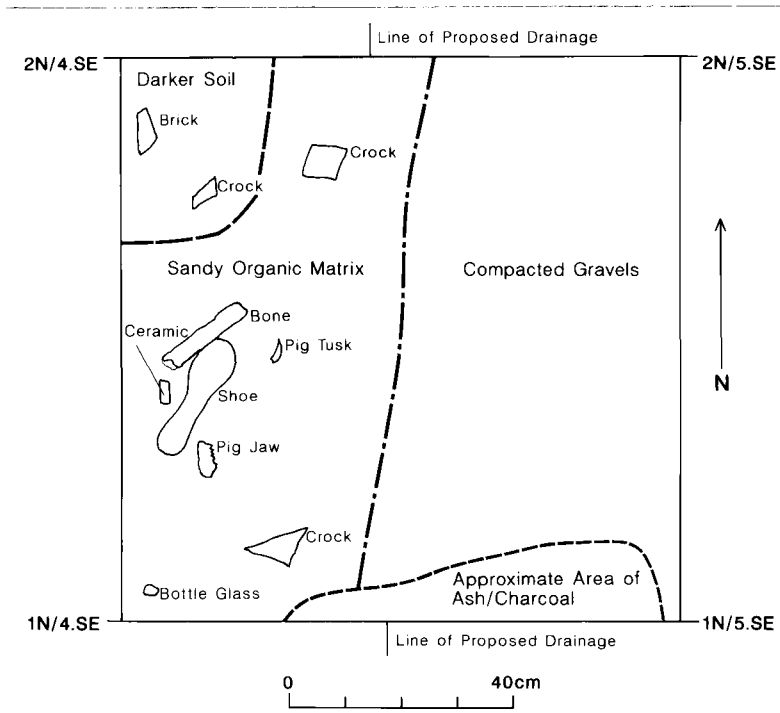 Line of Proposed Drainage
2N/4.SE
2N/5.SE
Darker Soil
Brick
Crock
Crock
Sandy Organic Matrix
Compacted Gravels
Bone
Ceramic
Pig Tusk
N
Shoe
Pig Jaw
Crock
Bottle Glass
Approximate Area of
Ash/Charcoal
1N/4.SE
1N/5.SE
Line of Proposed Drainage
0
40cm